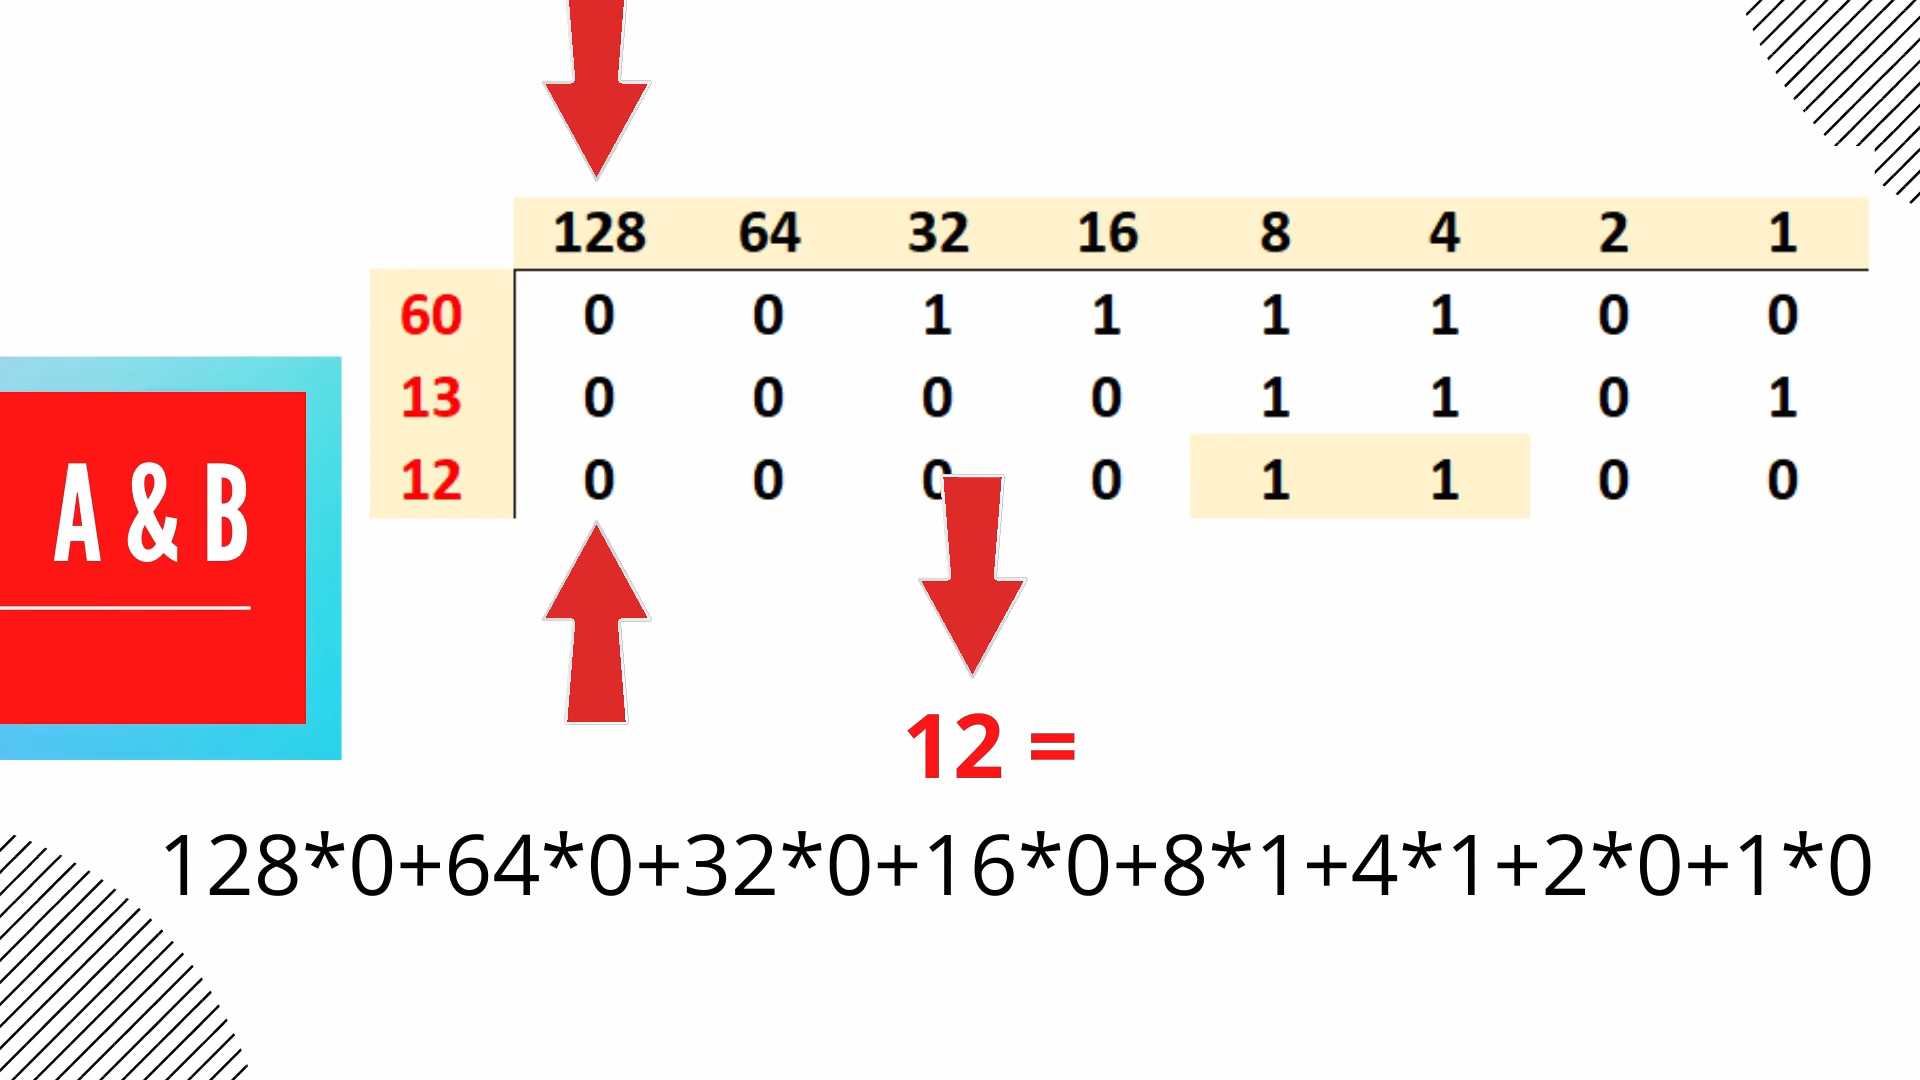 128 64 32 16 8 4 2 1
60 0 0 1 1 1 1 0 0
13 0 0 0 0 1 1 0 1
12 0 0 0 0 1 1 0 0
A & B
12 =
128*0+64*0+32*0+16*0+8*1+4*1+2*0+1*0